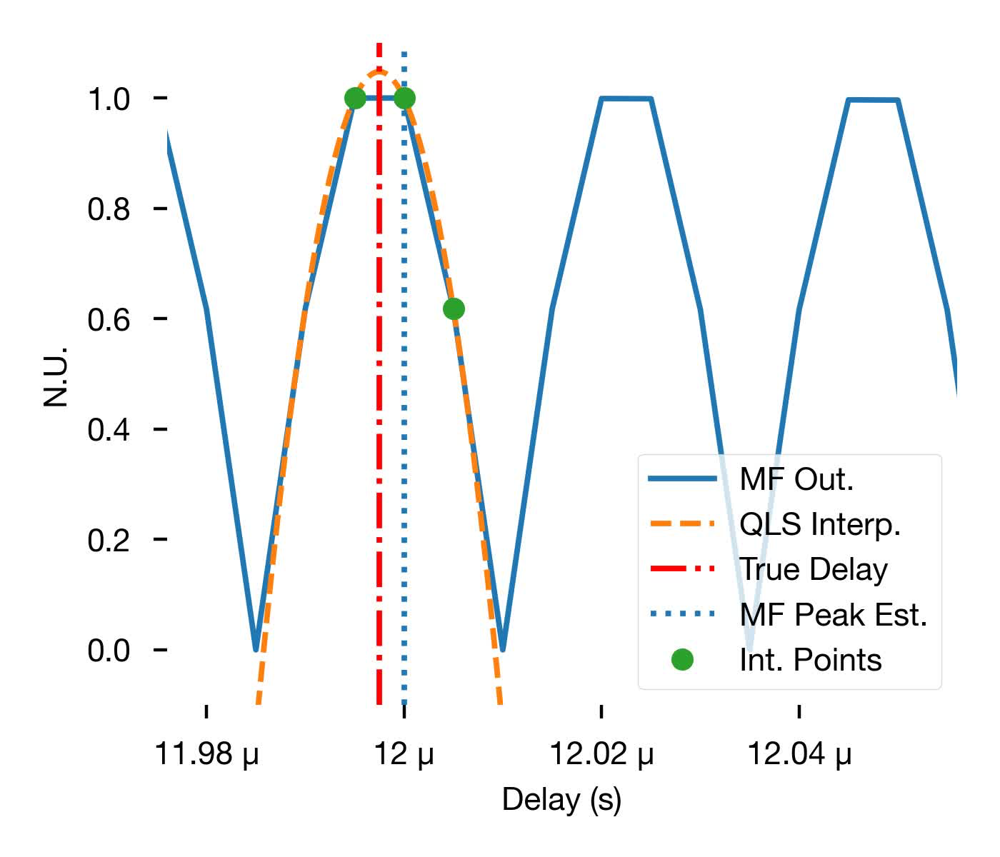 1.0
0.8
0.6
0.4
0.2
0.0
N.U.
MF Out.
QLS Interp.
True Delay
MF Peak Est.
Int. Points
11.98 µ
12 µ
12.02 µ
12.04 µ
Delay (s)